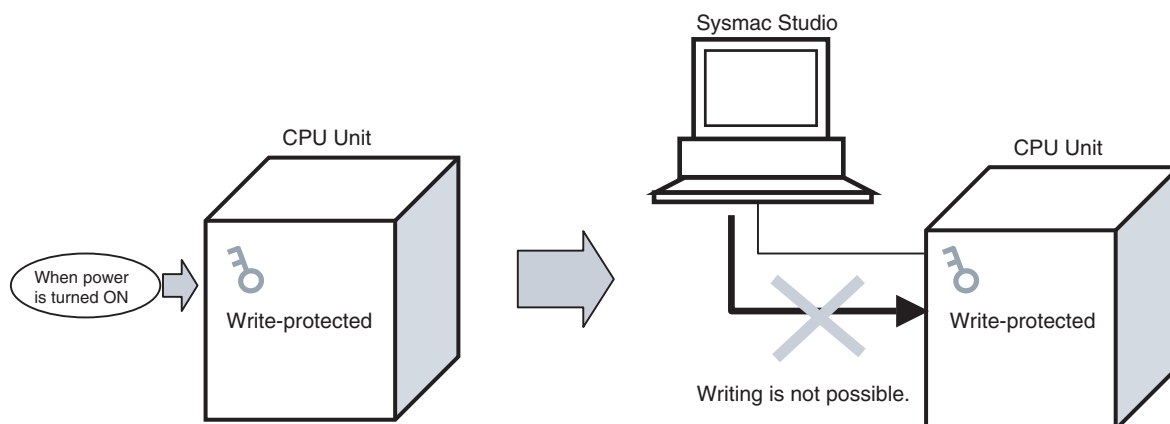 Sysmac Studio
CPU Unit
CPU Unit
When power
is turned ON
Write-protected
Write-protected
Writing is not possible.